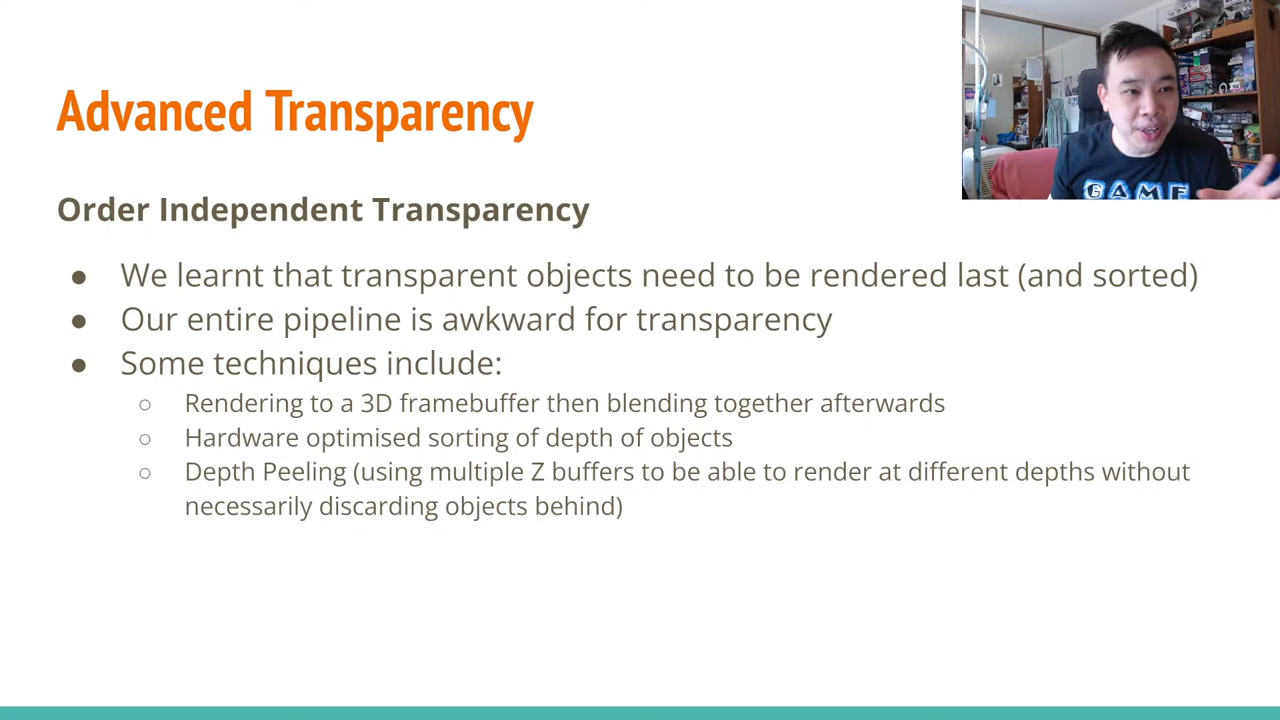 Advanced Transparency
GAME
Order Independent Transparency
● We learnt that transparent objects need to be rendered last (and sorted)
● Our entire pipeline is awkward for transparency
● Some techniques include:
○ Rendering to a 3D framebuffer then blending together afterwards
○ Hardware optimised sorting of depth of objects
○ Depth Peeling (using multiple Z buffers to be able to render at different depths without
necessarily discarding objects behind)